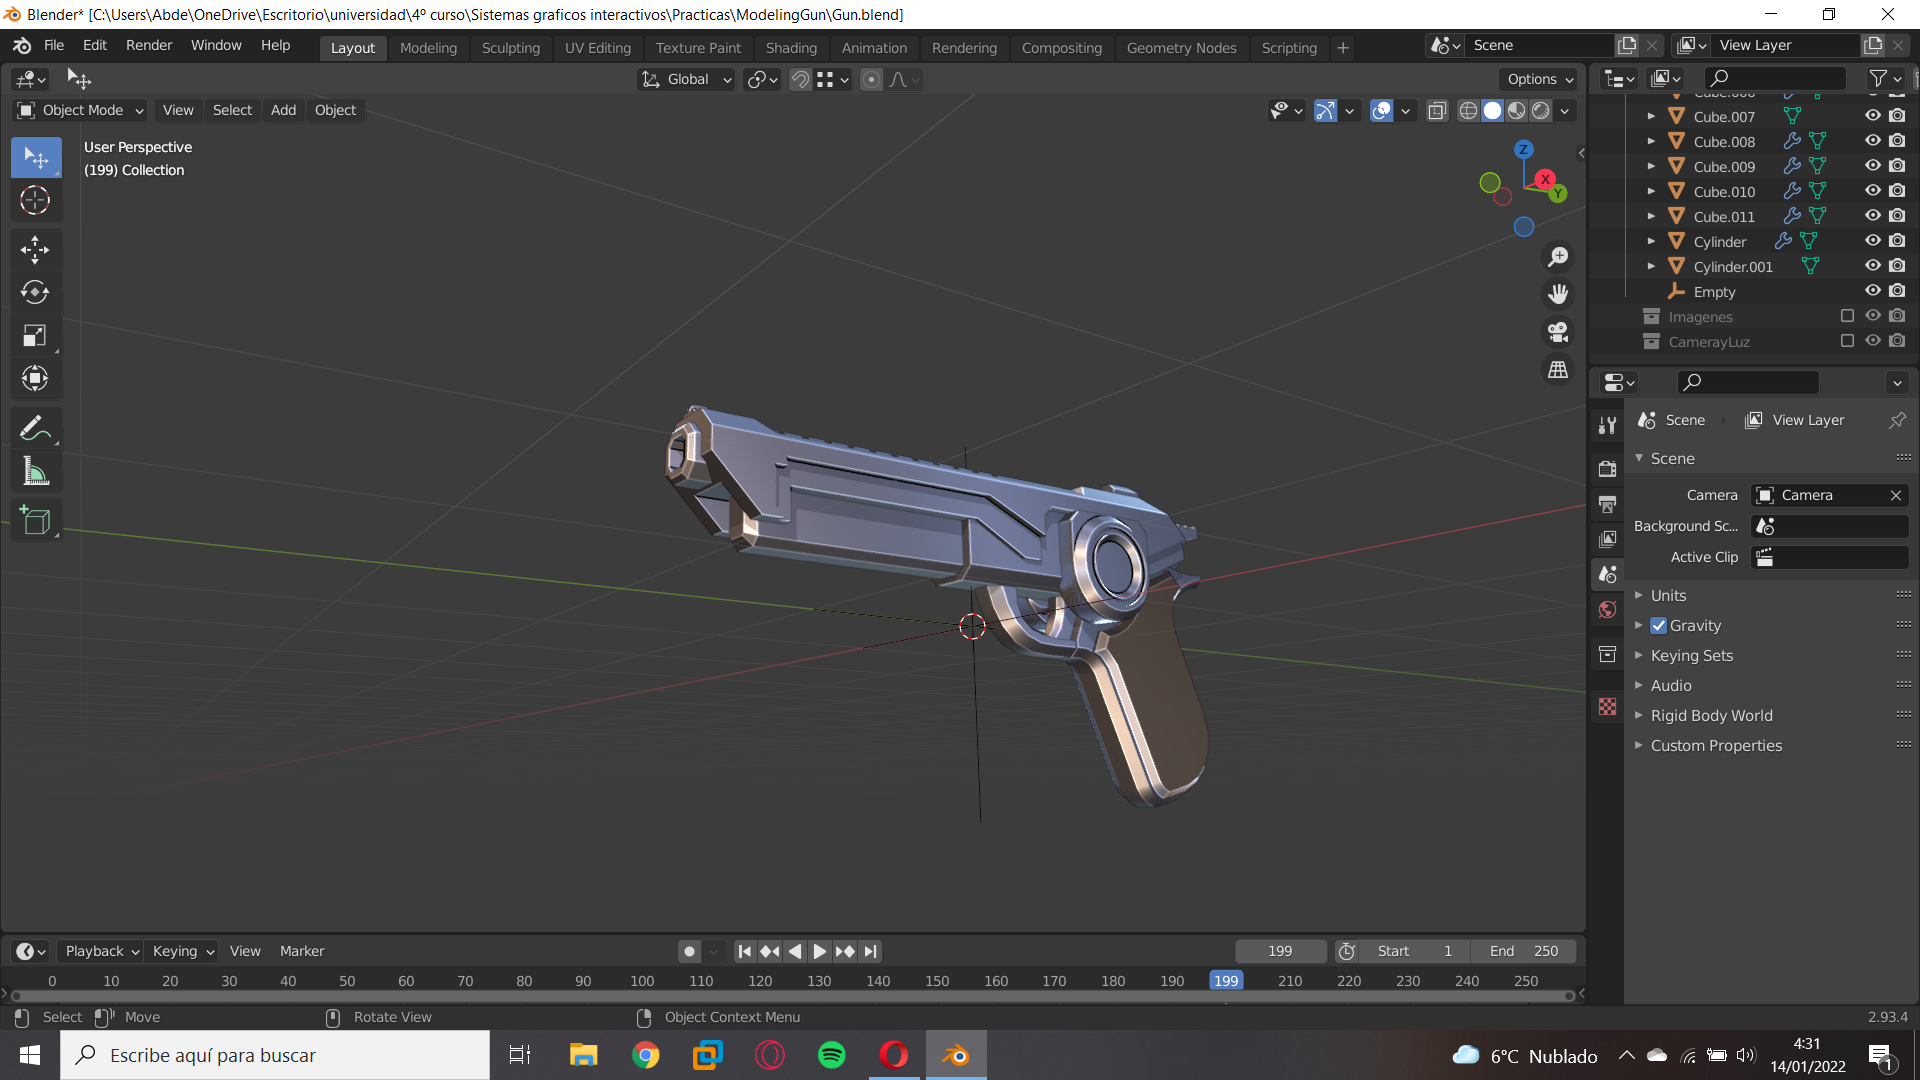 Blender* [C:\Users\Abde\OneDrive\Escritorio\universidad\4º curso\Sistemas graficos interactivos\Practicas\ModelingGun\Gun.blend]
File Edit Render Window Help Layout Modeling Sculpting UV Editing Texture Paint Shading Animation Rendering Compositing Geometry Nodes Scripting + Scene View Layer
Global Options
Object Mode View Select Add Object
User Perspective
(199) Collection
Z
X
Y
Cube.006
Cube.007
Cube.008
Cube.009
Cube.010
Cube.011
Cylinder
Cylinder.001
Empty
Imagenes
CamerayLuz
Scene View Layer
Scene
Camera Camera
Background Sc...
Active Clip
Units
Gravity
Keying Sets
Audio
Rigid Body World
Custom Properties
Playback Keying View Marker 199 Start 1 End 250
0 10 20 30 40 50 60 70 80 90 100 110 120 130 140 150 160 170 180 190 199 210 220 230 240 250
Select Move Rotate View Object Context Menu 2.93.4
Escribe aquí para buscar
6°C Nublado
4:31
14/01/2022
1